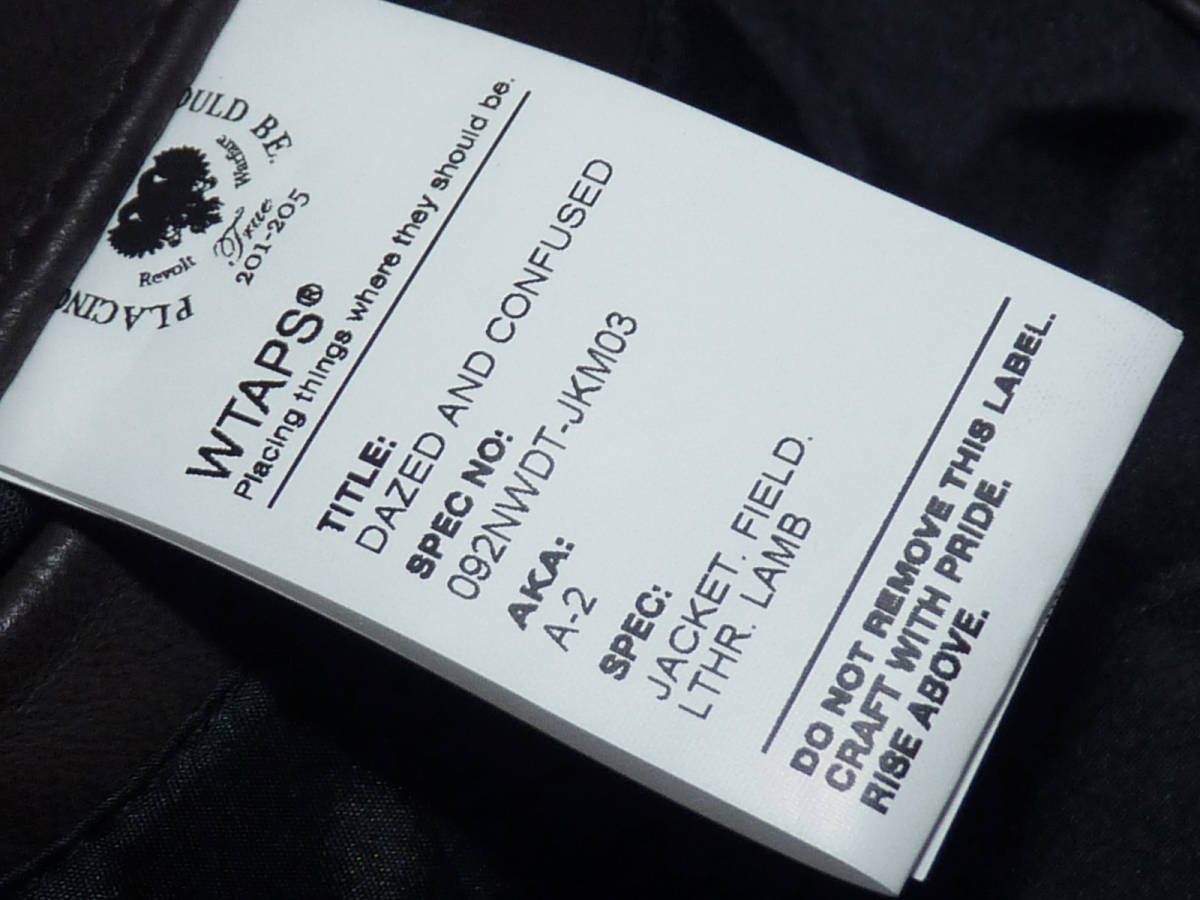 OULD BE.
Warfare
True
Revolt
201-205
PLACING
WTAPS®
Placing things where they should be.
TITLE:
DAZED AND CONFUSED
SPEC NO:
092NWDT-JKM03
AKA:
A-2
SPEC:
JACKET. FIELD.
LTHR. LAMB
DO NOT REMOVE THIS LABEL.
CRAFT WITH PRIDE.
RISE ABOVE.